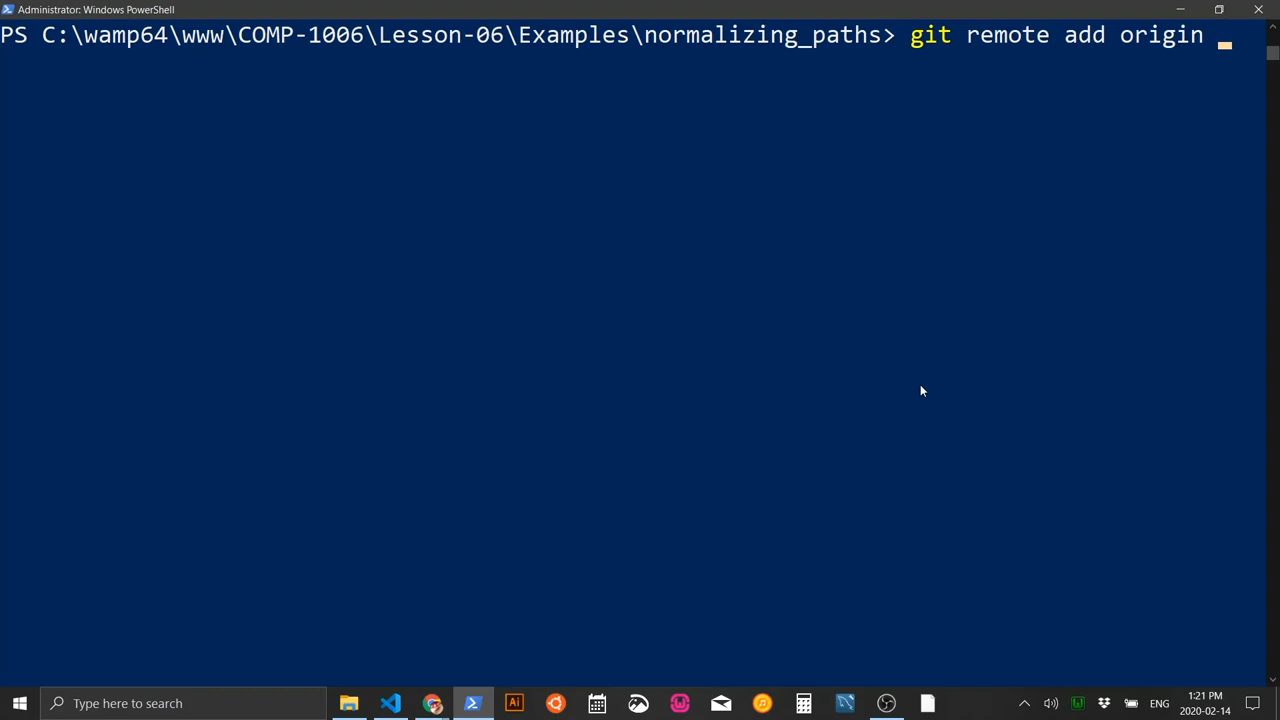 Administrator: Windows PowerShell
PS C:\wamp64\www\COMP-1006\Lesson-06\Examples\normalizing_paths> git remote add origin
Ai
Type here to search
ENG
1:21 PM
2020-02-14